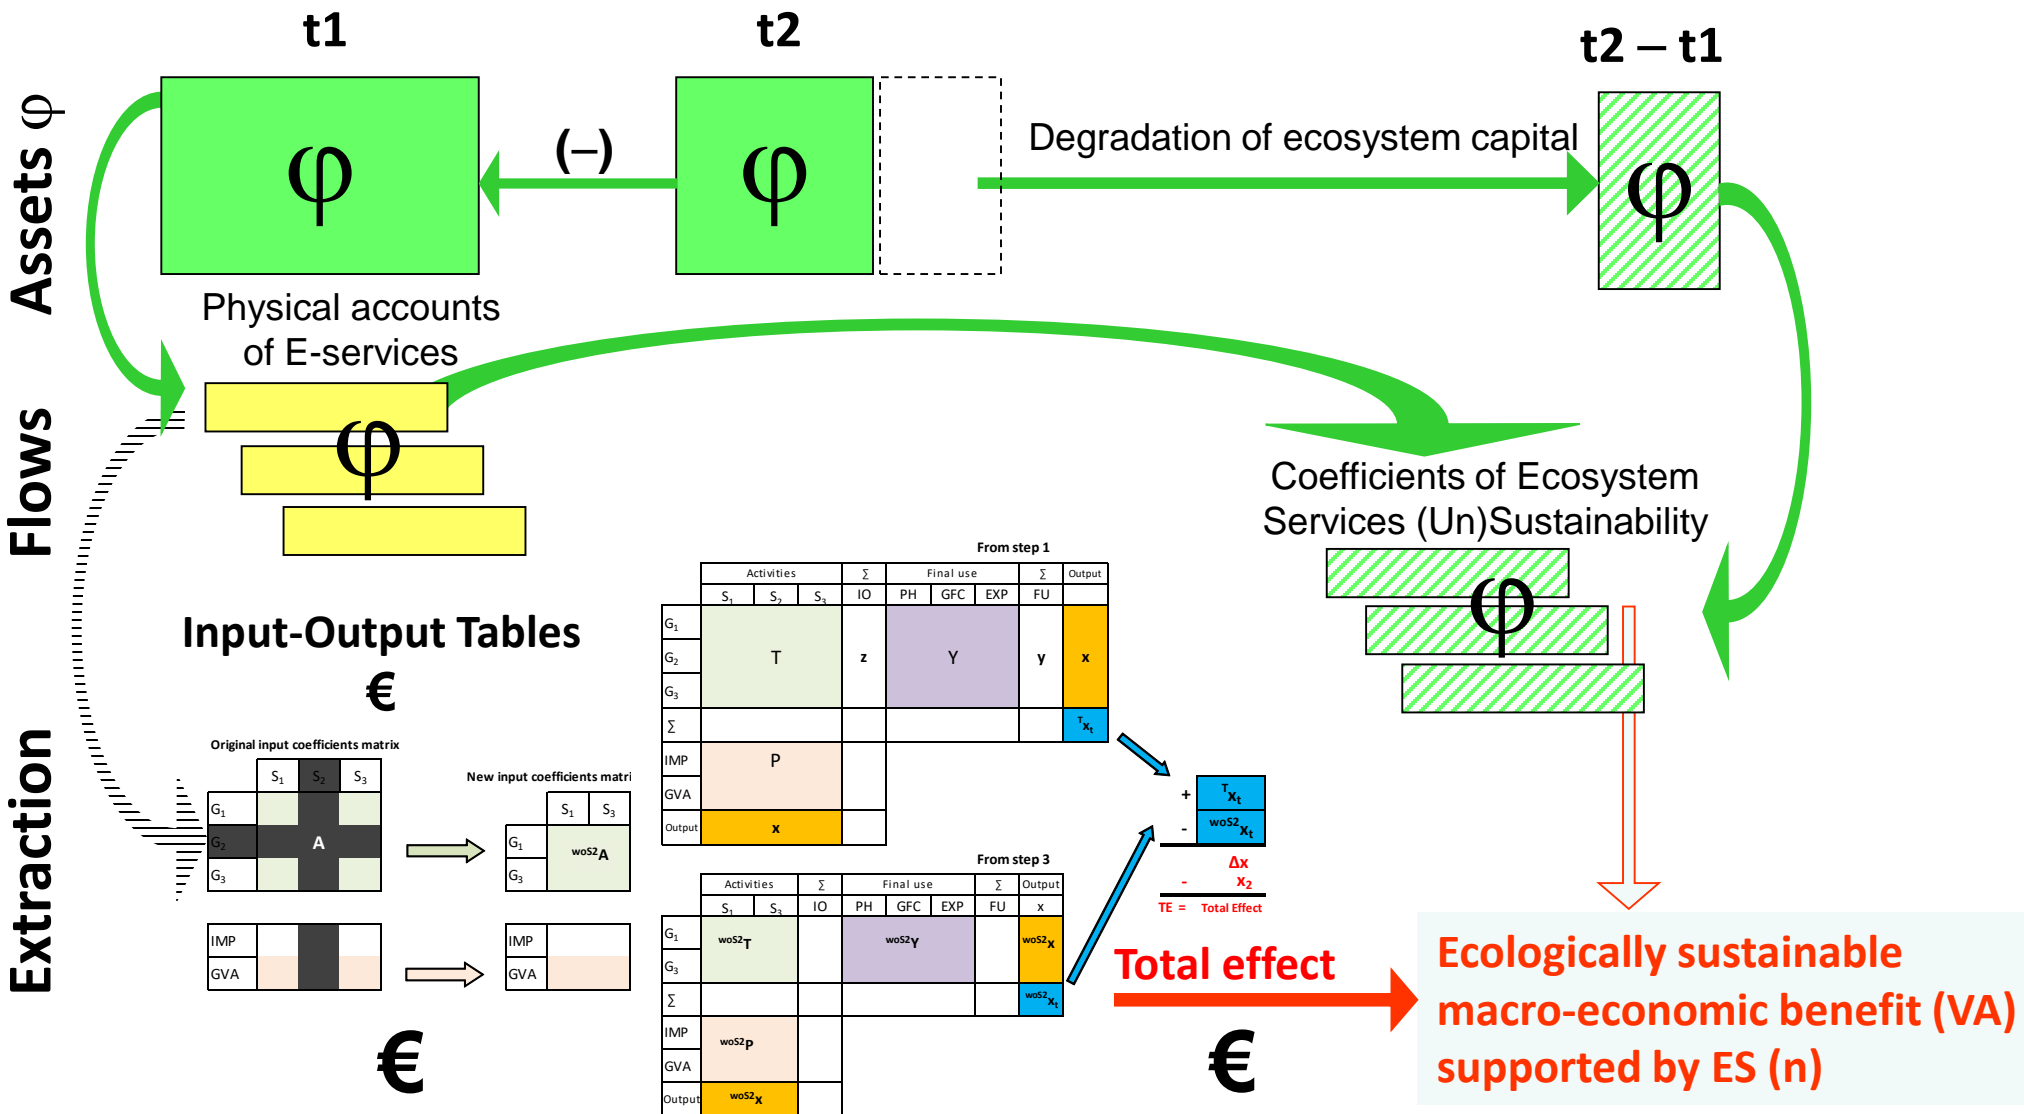 t1
t2
t2 – t1
Assets φ
φ
(–)
φ
Degradation of ecosystem capital
φ
Physical accounts
of E-services
Flows
φ
Coefficients of Ecosystem
Services (Un)Sustainability
φ
Input-Output Tables
€
Extraction
Original input coefficients matrix
S1 S2 S3
G1
G2 A
G3
IMP
GVA
New input coefficients matri
S1 S3
G1
woS2A
G3
IMP
GVA
€
From step 1
Activities Σ Final use Σ Output
S1 S2 S3 IO PH GFC EXP FU
G1
G2 T z Y y x
G3
Σ Txt
IMP P
GVA
Output x
From step 3
Activities Σ Final use Σ Output
S1 S3 IO PH GFC EXP FU x
G1 woS2T woS2Y woS2x
G3
Σ woS2xt
IMP woS2P
GVA
Output woS2x
+ Txt
- woS2xt
Δx
- x2
TE = Total Effect
Total effect
€
Ecologically sustainable
macro-economic benefit (VA)
supported by ES (n)